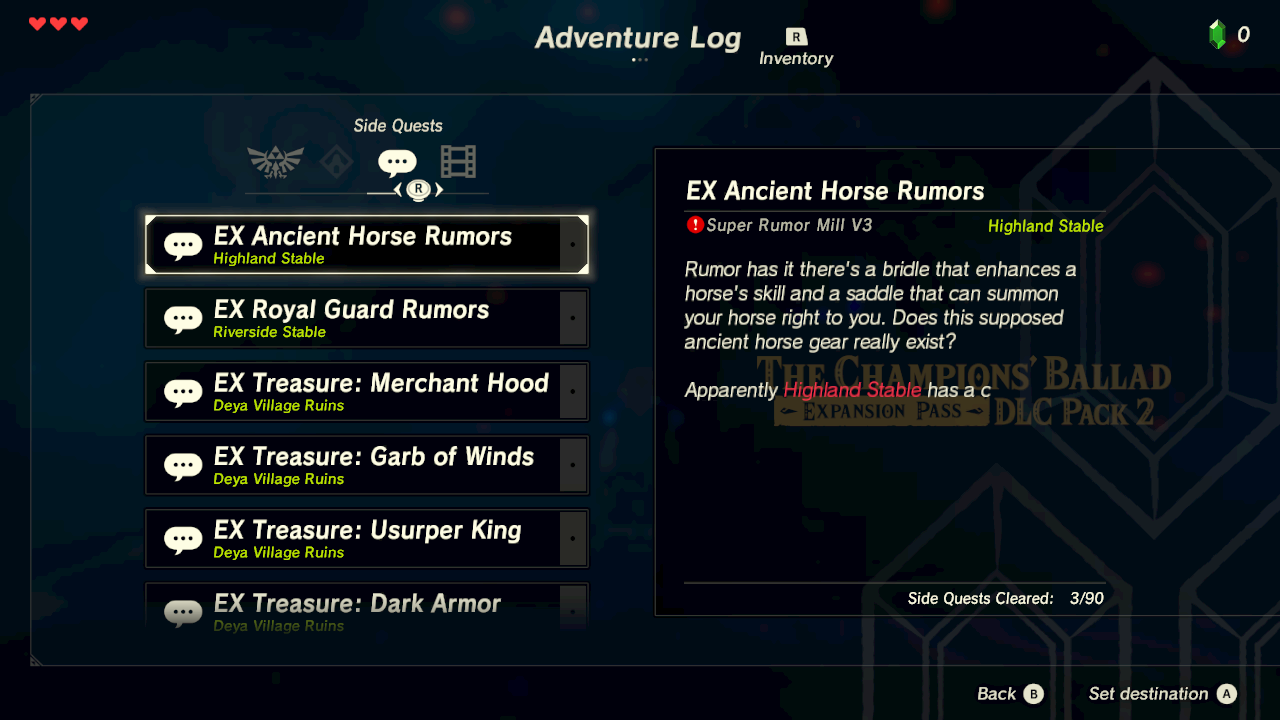 Adventure Log
R
Inventory
0
Side Quests
R
EX Ancient Horse Rumors
Highland Stable
EX Royal Guard Rumors
Riverside Stable
EX Treasure: Merchant Hood
Deya Village Ruins
EX Treasure: Garb of Winds
Deya Village Ruins
EX Treasure: Usurper King
Deya Village Ruins
EX Treasure: Dark Armor
Deya Village Ruins
EX Ancient Horse Rumors
! Super Rumor Mill V3 Highland Stable
Rumor has it there's a bridle that enhances a
horse's skill and a saddle that can summon
your horse right to you. Does this supposed
ancient horse gear really exist?
Apparently Highland Stable has a c
The Champions' Ballad
Expansion Pass DLC Pack 2
Side Quests Cleared: 3/90
Back B Set destination A